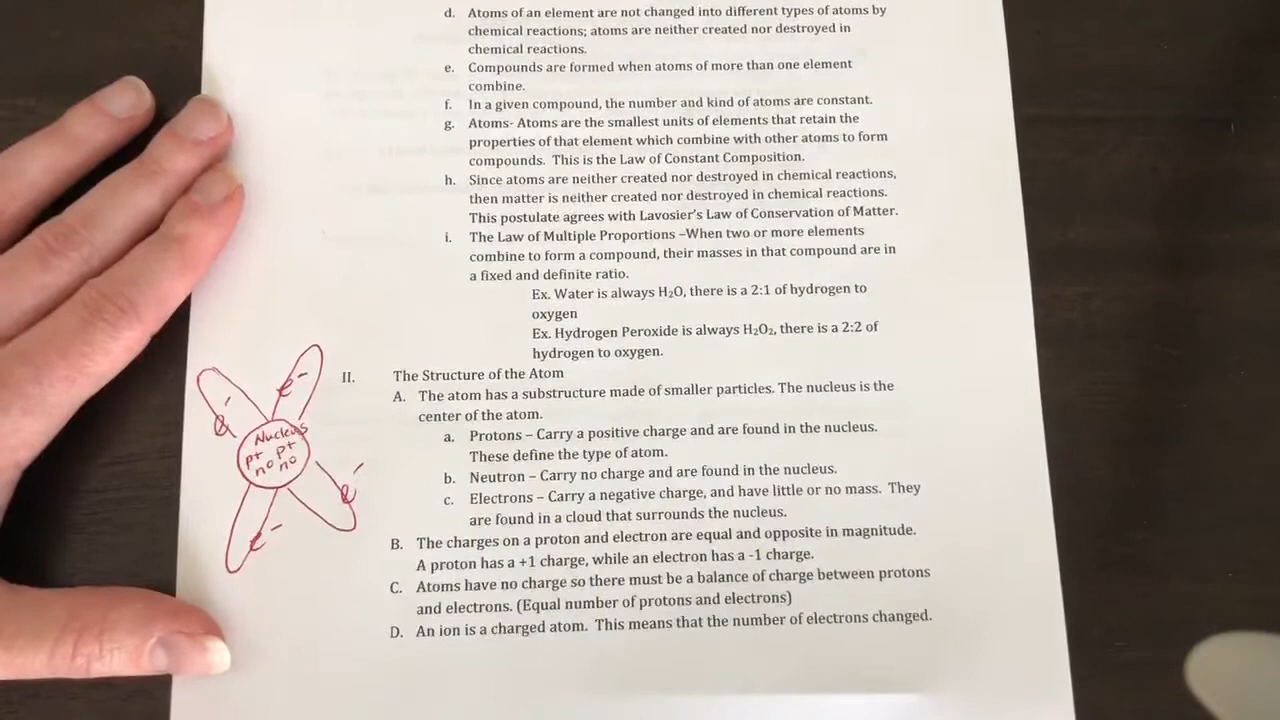 d. Atoms of an element are not changed into different types of atoms by
chemical reactions; atoms are neither created nor destroyed in
chemical reactions.
e. Compounds are formed when atoms of more than one element
combine.
f. In a given compound, the number and kind of atoms are constant.
g. Atoms- Atoms are the smallest units of elements that retain the
properties of that element which combine with other atoms to form
compounds. This is the Law of Constant Composition.
h. Since atoms are neither created nor destroyed in chemical reactions,
then matter is neither created nor destroyed in chemical reactions.
This postulate agrees with Lavosier's Law of Conservation of Matter.
i. The Law of Multiple Proportions –When two or more elements
combine to form a compound, their masses in that compound are in
a fixed and definite ratio.
Ex. Water is always H₂O, there is a 2:1 of hydrogen to
oxygen
Ex. Hydrogen Peroxide is always H₂O₂, there is a 2:2 of
hydrogen to oxygen.
II. The Structure of the Atom
A. The atom has a substructure made of smaller particles. The nucleus is the
center of the atom.
a. Protons – Carry a positive charge and are found in the nucleus.
These define the type of atom.
b. Neutron – Carry no charge and are found in the nucleus.
c. Electrons – Carry a negative charge, and have little or no mass. They
are found in a cloud that surrounds the nucleus.
B. The charges on a proton and electron are equal and opposite in magnitude.
A proton has a +1 charge, while an electron has a -1 charge.
C. Atoms have no charge so there must be a balance of charge between protons
and electrons. (Equal number of protons and electrons)
D. An ion is a charged atom. This means that the number of electrons changed.
e⁻
e⁻
Nucleus
p+ p+
n⁰ n⁰
e⁻
e⁻